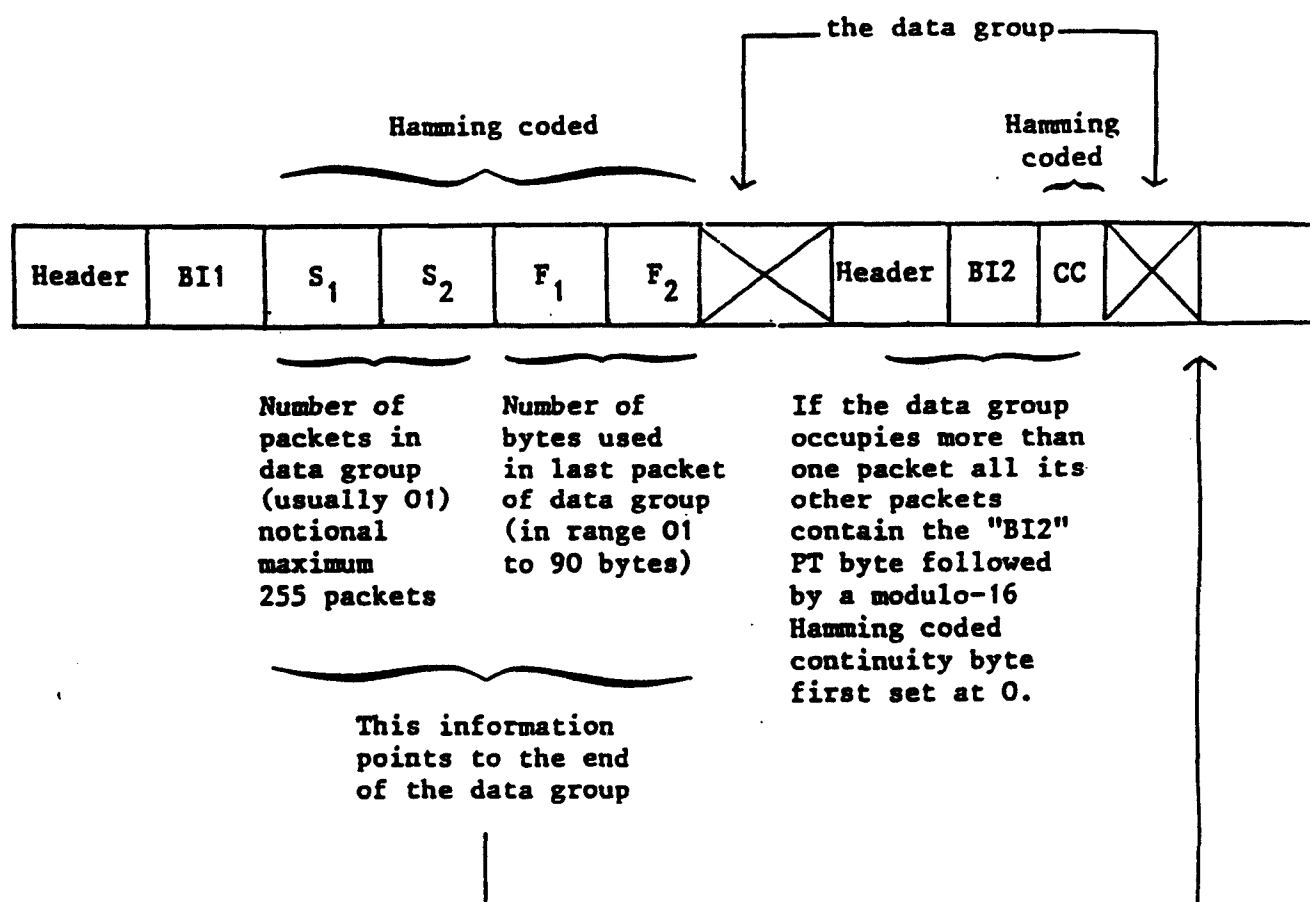 the data group
Hamming coded
Hamming
coded
Header BI1 S1 S2 F1 F2 Header BI2 CC
Number of
packets in
data group
(usually 01)
notional
maximum
255 packets
Number of
bytes used
in last packet
of data group
(in range 01
to 90 bytes)
If the data group
occupies more than
one packet all its
other packets
contain the "BI2"
PT byte followed
by a modulo-16
Hamming coded
continuity byte
first set at 0.
This information
points to the end
of the data group